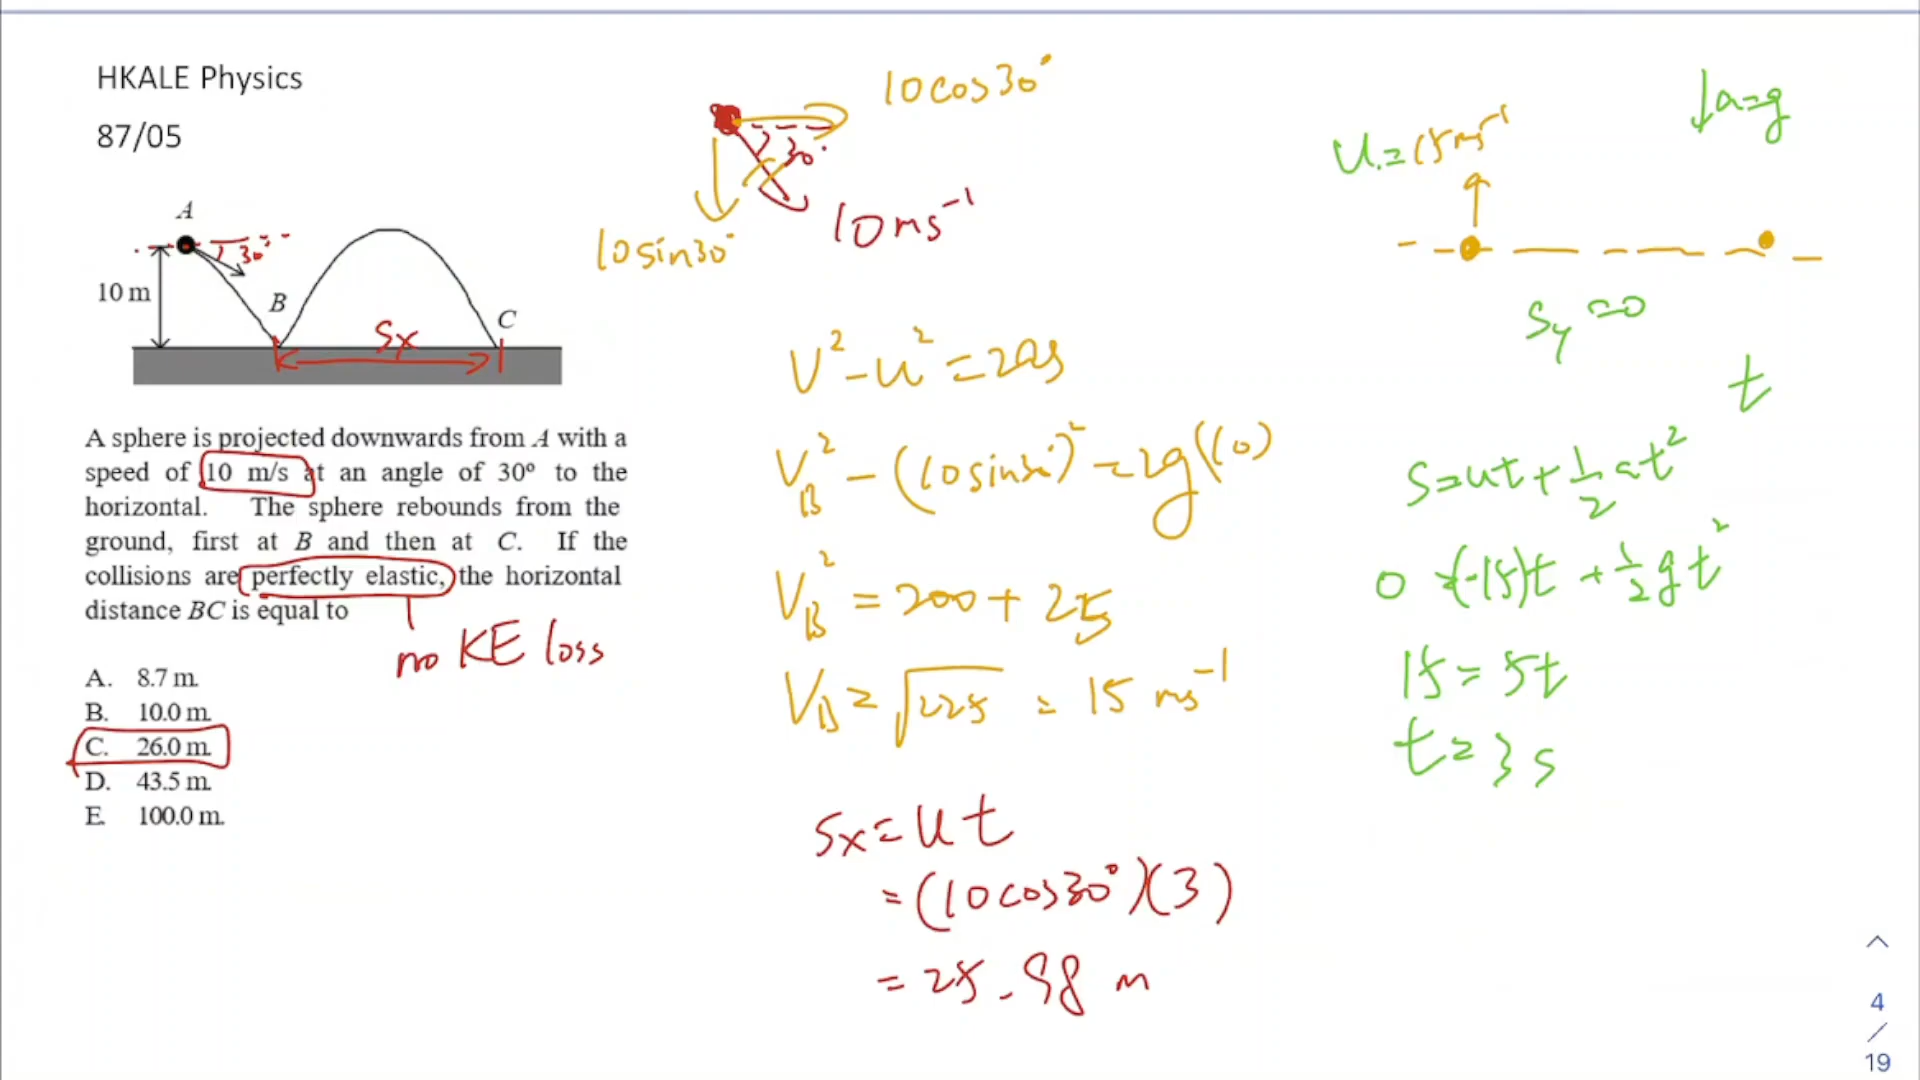 HKALE Physics
87/05
A
30°
10 m
B
C
Sx
A sphere is projected downwards from A with a
speed of 10 m/s at an angle of 30º to the
horizontal. The sphere rebounds from the
ground, first at B and then at C. If the
collisions are perfectly elastic, the horizontal
distance BC is equal to
no KE loss
A. 8.7 m.
B. 10.0 m.
C. 26.0 m.
D. 43.5 m.
E. 100.0 m.
10cos30°
30°
10sin30°
10ms⁻¹
V²-u²=2as
V_B² - (10sin30°)² = 2g(10)
V_B² = 200 + 25
V_B = √225 = 15 ms⁻¹
Sx = ut
= (10cos30°)(3)
= 25.98 m
u = 15ms⁻¹
↓a=g
Sy = 0
t
S=ut+½at²
0 = (-15)t + ½gt²
15 = 5t
t = 3 s
4
/
19